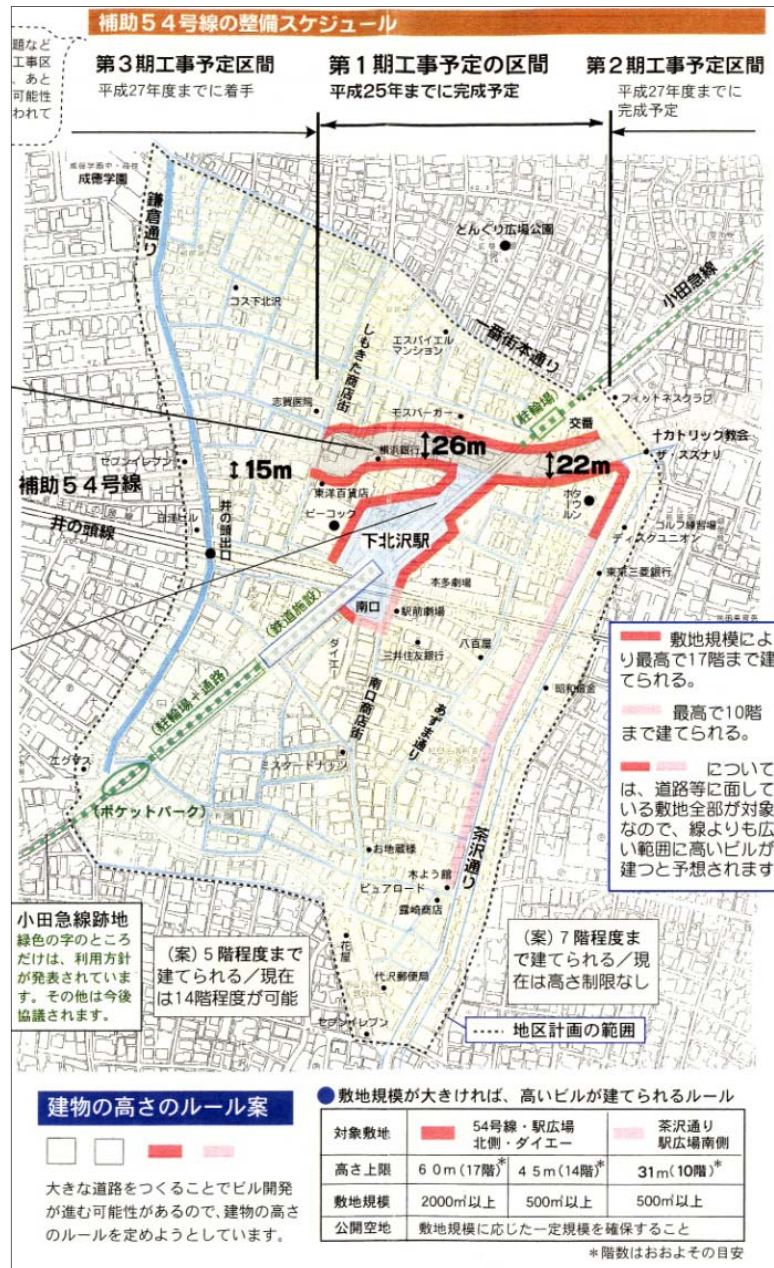 補助54号線の整備スケジュール
題など
工事区
、あと
可能性
われて
第3期工事予定区間
平成27年度までに着手
第1期工事予定の区間
平成25年までに完成予定
第2期工事予定区間
平成27年度までに
完成予定
成徳学園
鎌倉通り
どんぐり広場公園
小田急線
コス下北沢
しもきた商店街
エスパイエル
マンション
一番街本通り
志賀医院
モスバーガー
(駐輪場)
交番
フィットネスクラブ
横浜銀行
26m
22m
十カトリック教会
ザ・スズナリ
セブンイレブン
15m
補助54号線
東洋百貨店
ピーコック
タウン
ホール
井の頭線
白洋ビル
井の頭出口
下北沢駅
ゴルフ練習場
ディスクユニオン
(鉄道施設)
本多劇場
東京三菱銀行
南口
駅前劇場
ダイエー
三井住友銀行
八百屋
昭和信金
(駐輪場+通路)
南口商店街
あずま通り
ミスタードーナッツ
(ポケットパーク)
お地蔵様
茶沢通り
木よう館
ピュアロード
露崎商店
花屋
代沢郵便局
セブンイレブン
敷地規模によ
り最高で17階まで建
てられる。
最高で10階
まで建てられる。
について
は、道路等に面して
いる敷地全部が対象
なので、線よりも広
い範囲に高いビルが
建つと予想されます
小田急線跡地
緑色の字のところ
だけは、利用方針
が発表されていま
す。その他は今後
協議されます。
(案)5階程度まで
建てられる/現在
は14階程度が可能
(案)7階程度ま
で建てられる/現
在は高さ制限なし
地区計画の範囲
建物の高さのルール案
大きな道路をつくることでビル開発
が進む可能性があるので、建物の高さ
のルールを定めようとしています。
●敷地規模が大きければ、高いビルが建てられるルール
対象敷地 54号線・駅広場 北側・ダイエー 茶沢通り 駅広場南側
高さ上限 60m(17階)* 45m(14階)* 31m(10階)*
敷地規模 2000㎡以上 500㎡以上 500㎡以上
公開空地 敷地規模に応じた一定規模を確保すること
*階数はおおよその目安